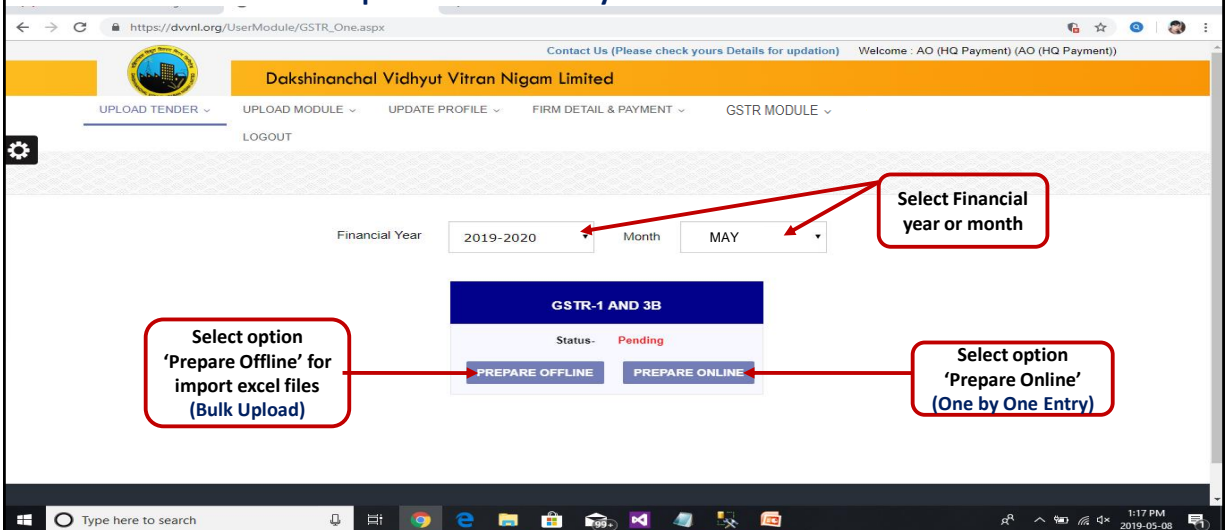 https://dvvnl.org/UserModule/GSTR_One.aspx
Contact Us (Please check yours Details for updation) Welcome : AO (HQ Payment) (AO (HQ Payment))
Dakshinanchal Vidhyut Vitran Nigam Limited
UPLOAD TENDER UPLOAD MODULE UPDATE PROFILE FIRM DETAIL & PAYMENT GSTR MODULE
LOGOUT
Select Financial
year or month
Financial Year 2019-2020 Month MAY
GSTR-1 AND 3B
Status- Pending
PREPARE OFFLINE PREPARE ONLINE
Select option
‘Prepare Offline’ for
import excel files
(Bulk Upload)
Select option
‘Prepare Online’
(One by One Entry)
Type here to search
99+
1:17 PM
2019-05-08